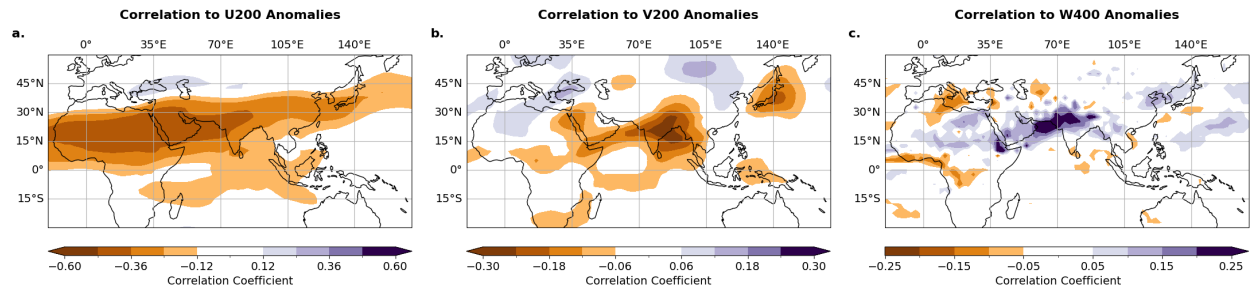 Correlation to U200 Anomalies
a.
0° 35°E 70°E 105°E 140°E
45°N
30°N
15°N
0°
15°S
−0.60 −0.36 −0.12 0.12 0.36 0.60
Correlation Coefficient
Correlation to V200 Anomalies
b.
0° 35°E 70°E 105°E 140°E
45°N
30°N
15°N
0°
15°S
−0.30 −0.18 −0.06 0.06 0.18 0.30
Correlation Coefficient
Correlation to W400 Anomalies
c.
0° 35°E 70°E 105°E 140°E
45°N
30°N
15°N
0°
15°S
−0.25 −0.15 −0.05 0.05 0.15 0.25
Correlation Coefficient